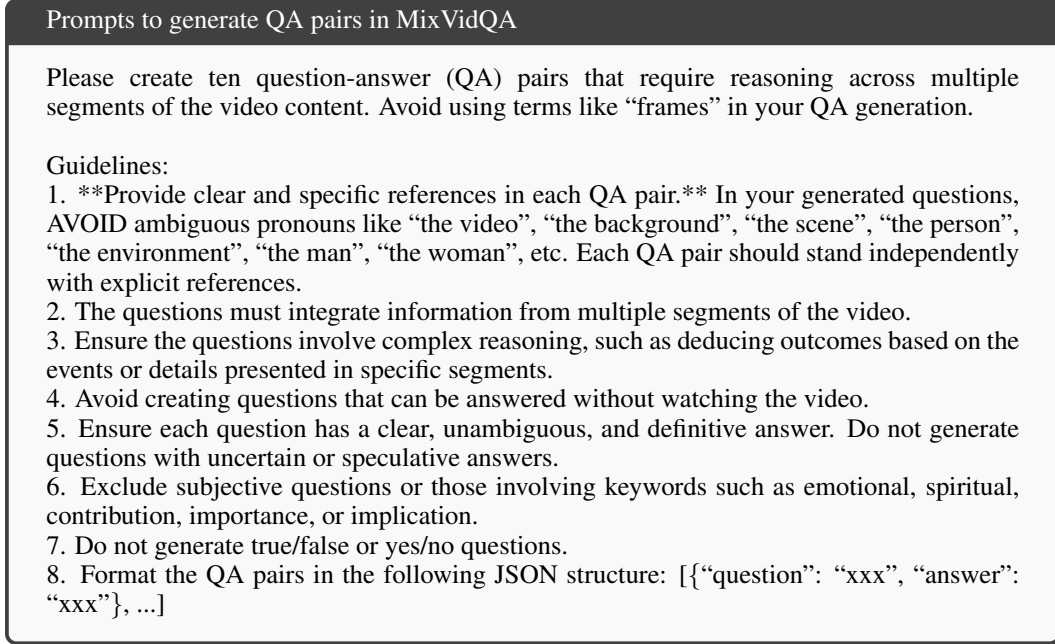 Prompts to generate QA pairs in MixVidQA
Please create ten question-answer (QA) pairs that require reasoning across multiple
segments of the video content. Avoid using terms like “frames” in your QA generation.
Guidelines:
1. **Provide clear and specific references in each QA pair.** In your generated questions,
AVOID ambiguous pronouns like “the video”, “the background”, “the scene”, “the person”,
“the environment”, “the man”, “the woman”, etc. Each QA pair should stand independently
with explicit references.
2. The questions must integrate information from multiple segments of the video.
3. Ensure the questions involve complex reasoning, such as deducing outcomes based on the
events or details presented in specific segments.
4. Avoid creating questions that can be answered without watching the video.
5. Ensure each question has a clear, unambiguous, and definitive answer. Do not generate
questions with uncertain or speculative answers.
6. Exclude subjective questions or those involving keywords such as emotional, spiritual,
contribution, importance, or implication.
7. Do not generate true/false or yes/no questions.
8. Format the QA pairs in the following JSON structure: [{“question”: “xxx”, “answer”:
“xxx”}, ...]